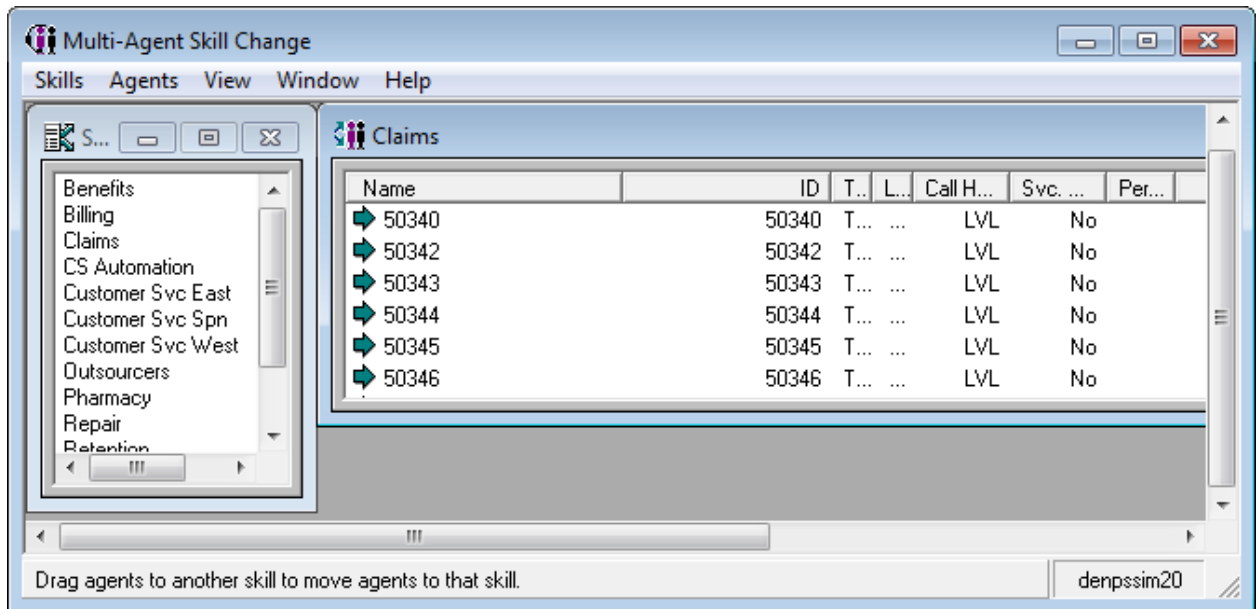 Multi-Agent Skill Change
Skills Agents View Window Help
S...
Benefits
Billing
Claims
CS Automation
Customer Svc East
Customer Svc Spn
Customer Svc West
Outsourcers
Pharmacy
Repair
Retention
Claims
Name ID T... L... Call H... Svc. ... Per...
50340 50340 T... ... LVL No
50342 50342 T... ... LVL No
50343 50343 T... ... LVL No
50344 50344 T... ... LVL No
50345 50345 T... ... LVL No
50346 50346 T... ... LVL No
Drag agents to another skill to move agents to that skill.
denpssim20